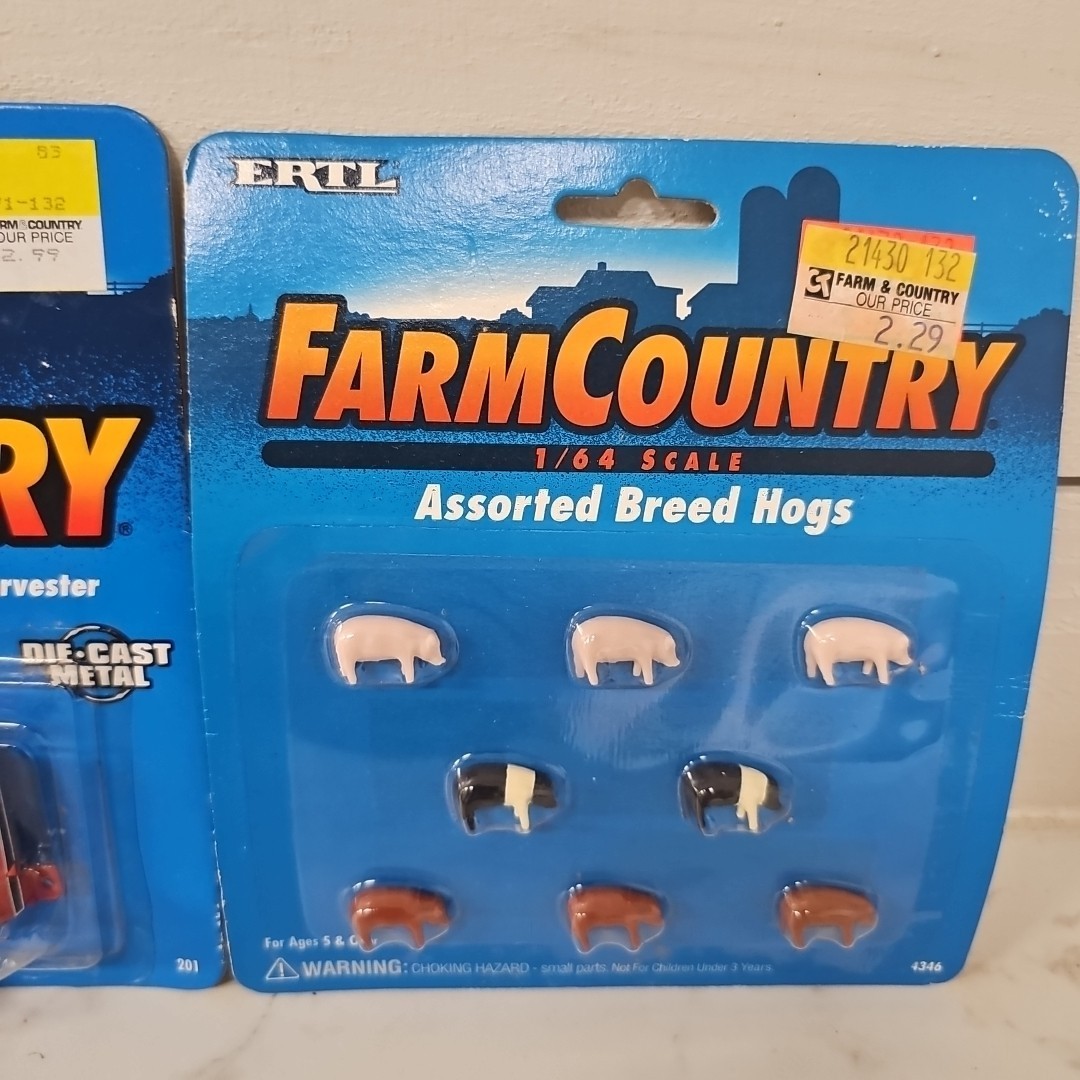 83
1-132
RM & COUNTRY
OUR PRICE
2.99
RY®
rvester
DIE·CAST
METAL
201
ERTL
21430 132
FARM & COUNTRY
OUR PRICE
2.29
FARMCOUNTRY
1/64 SCALE
Assorted Breed Hogs
For Ages 5 &
WARNING: CHOKING HAZARD - small parts. Not For Children Under 3 Years.
4346